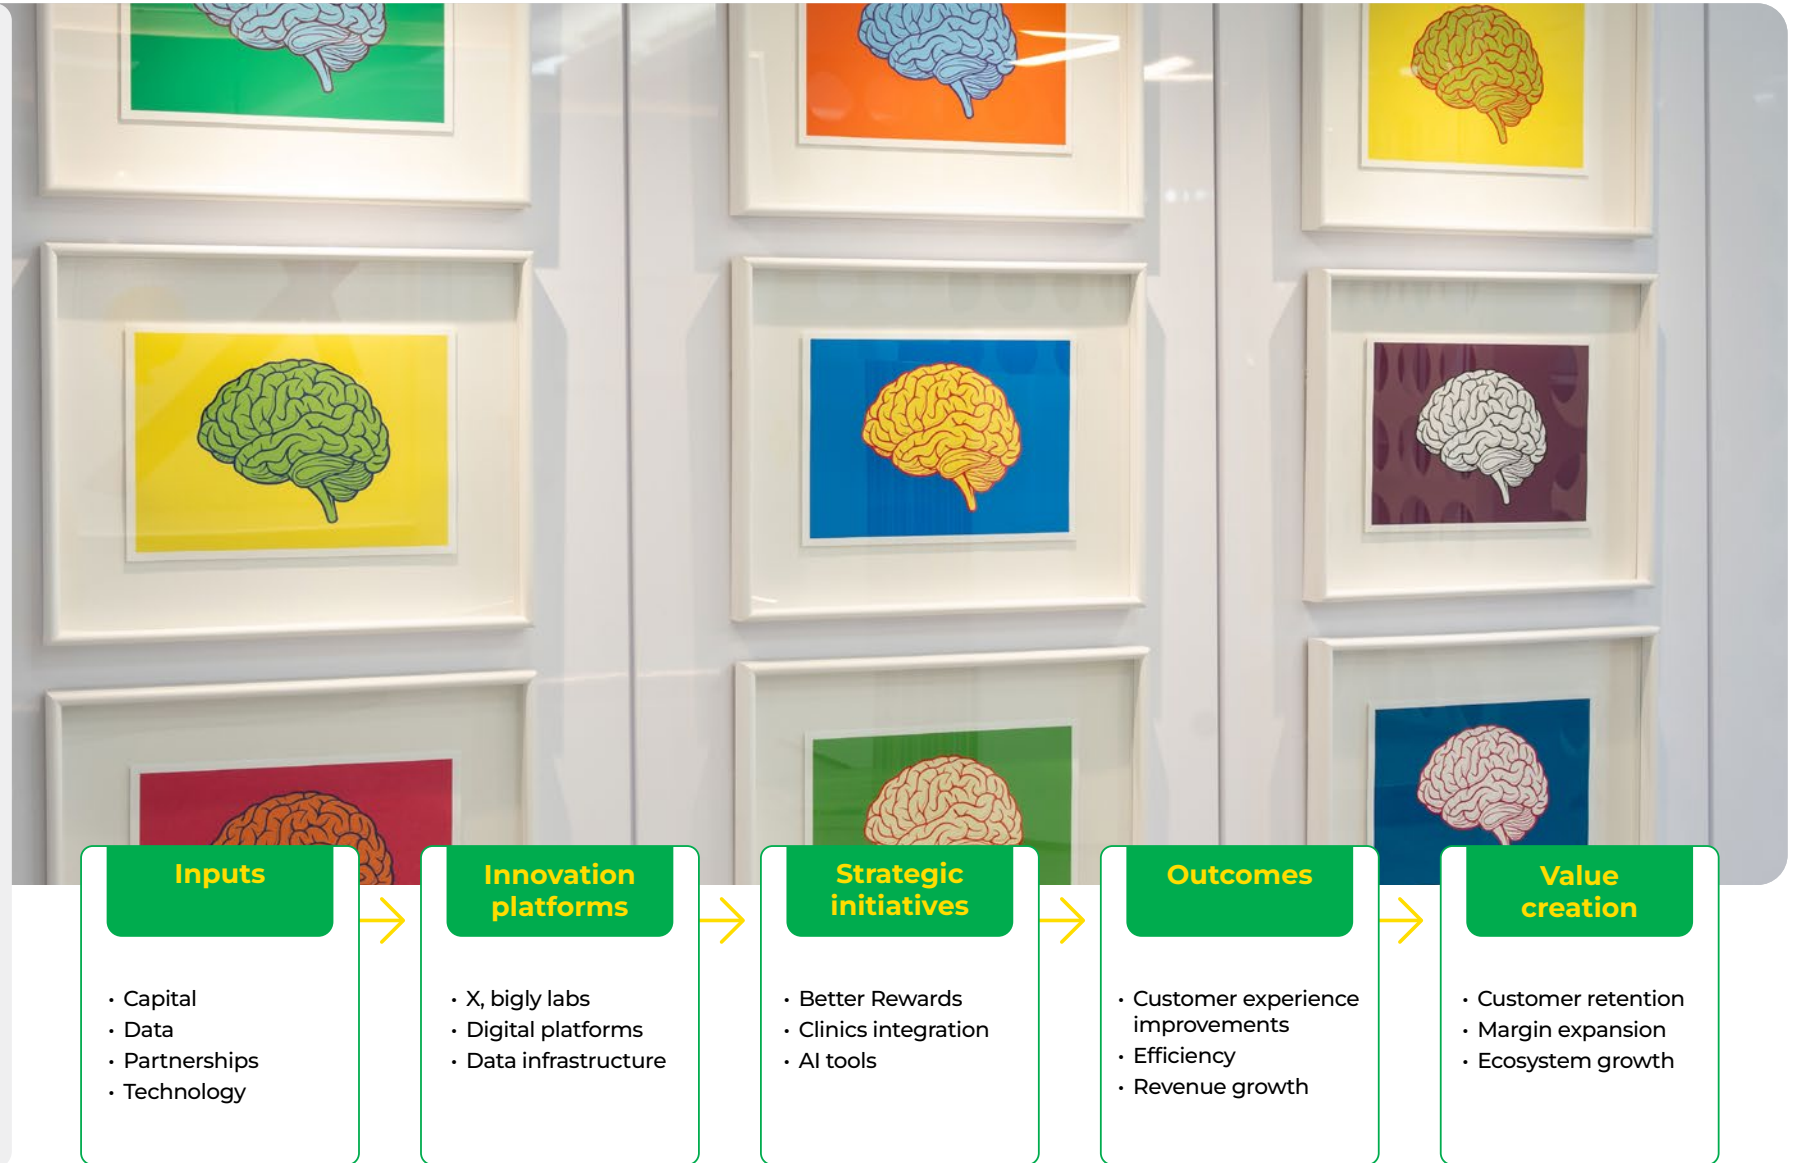 Inputs
• Capital
• Data
• Partnerships
• Technology
Innovation
platforms
• X, bigly labs
• Digital platforms
• Data infrastructure
Strategic
initiatives
• Better Rewards
• Clinics integration
• AI tools
Outcomes
• Customer experience
improvements
• Efficiency
• Revenue growth
Value
creation
• Customer retention
• Margin expansion
• Ecosystem growth